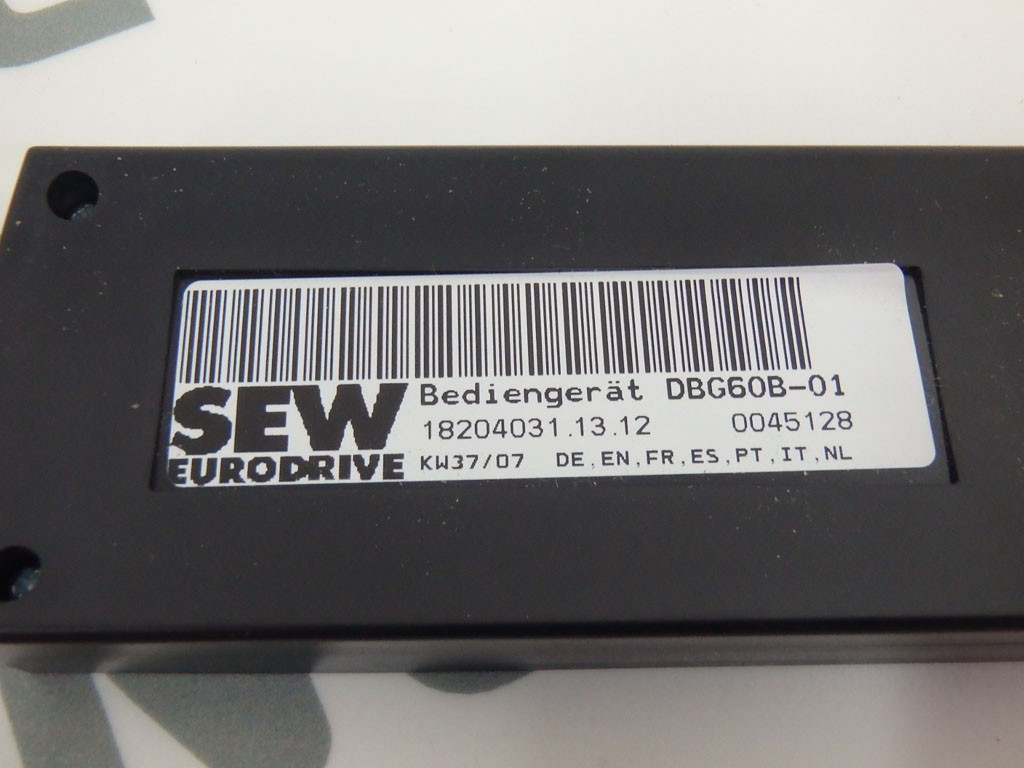 SEW
EURODRIVE
Bediengerät DBG60B-01
18204031.13.12 0045128
KW37/07 DE,EN,FR,ES,PT,IT,NL